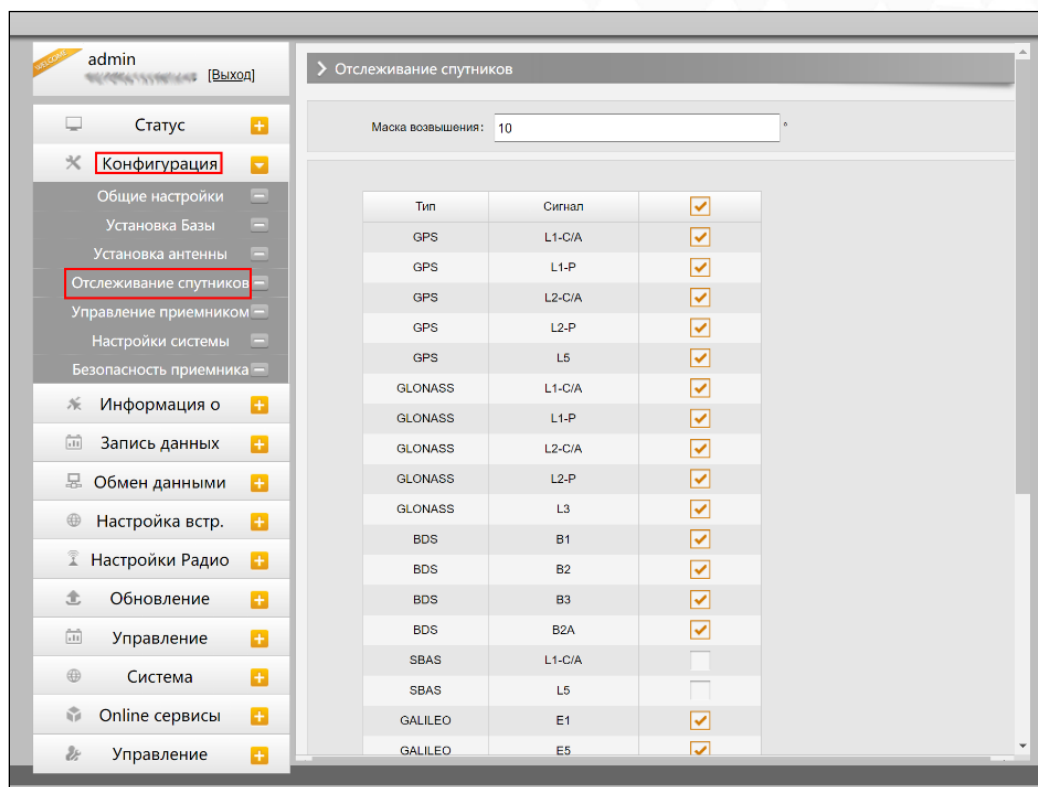 WELCOME
admin
[Выход]
Статус
Конфигурация
Общие настройки
Установка Базы
Установка антенны
Отслеживание спутников
Управление приемником
Настройки системы
Безопасность приемника
Информация о
Запись данных
Обмен данными
Настройка встр.
Настройки Радио
Обновление
Управление
Система
Online сервисы
Управление
Отслеживание спутников
Маска возвышения: 10 °
Тип Сигнал
GPS L1-C/A
GPS L1-P
GPS L2-C/A
GPS L2-P
GPS L5
GLONASS L1-C/A
GLONASS L1-P
GLONASS L2-C/A
GLONASS L2-P
GLONASS L3
BDS B1
BDS B2
BDS B3
BDS B2A
SBAS L1-C/A
SBAS L5
GALILEO E1
GALILEO E5